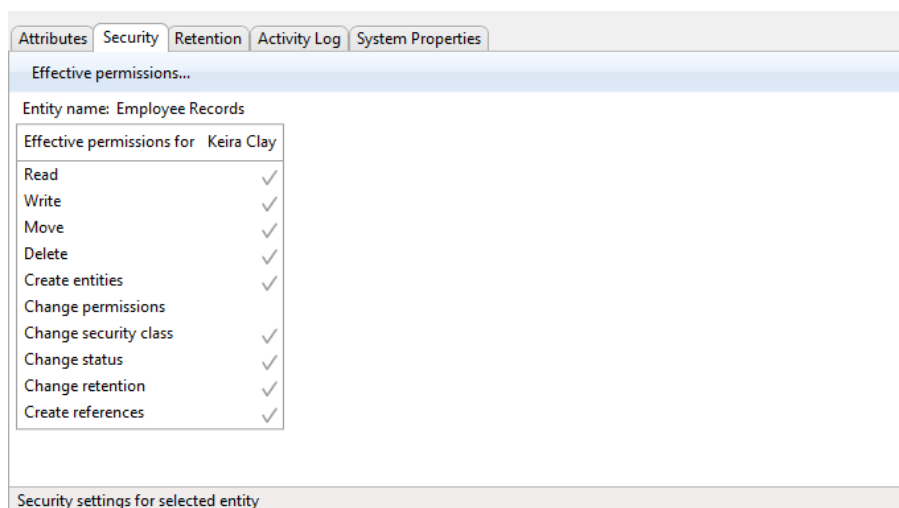 Attributes Security Retention Activity Log System Properties
Effective permissions...
Entity name: Employee Records
Effective permissions for Keira Clay
Read
Write
Move
Delete
Create entities
Change permissions
Change security class
Change status
Change retention
Create references
Security settings for selected entity